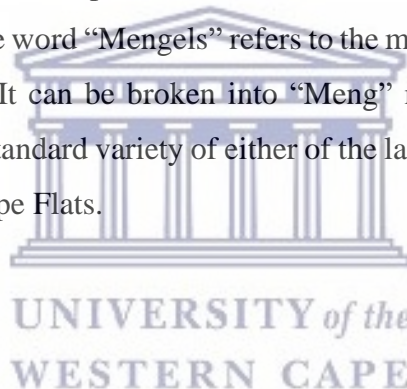 e word “Mengels” refers to the m
It can be broken into “Meng”
tandard variety of either of the la
pe Flats.
UNIVERSITY of the
WESTERN CAPE